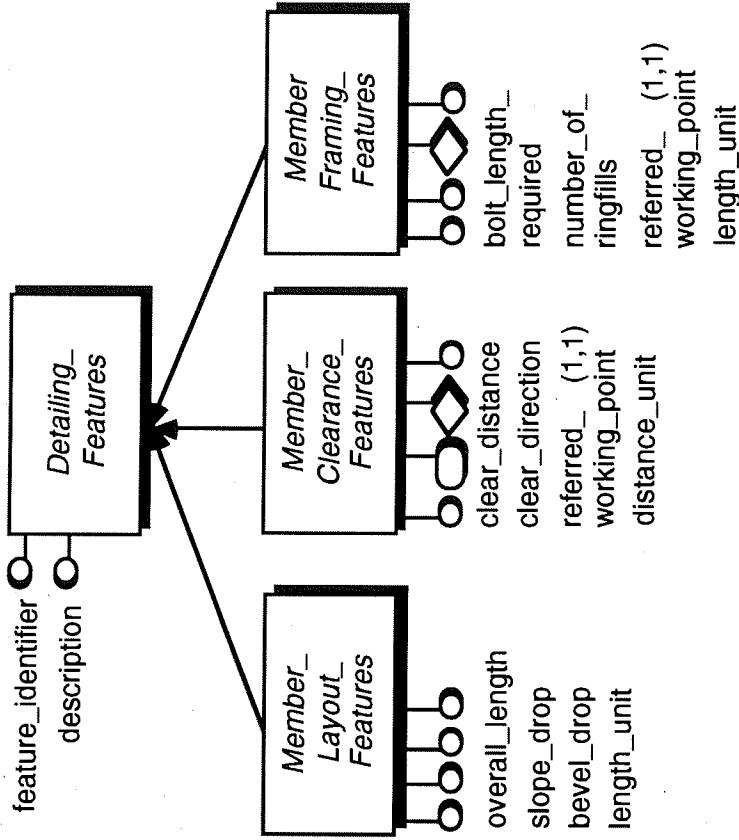 feature_identifier
description
Detailing_
Features
Member_
Layout_
Features
overall_length
slope_drop
bevel_drop
length_unit
Member_
Clearance_
Features
clear_distance
clear_direction
referred_ (1,1)
working_point
distance_unit
Member
Framing_
Features
bolt_length_
required
number_of_
ringfills
referred_ (1,1)
working_point
length_unit